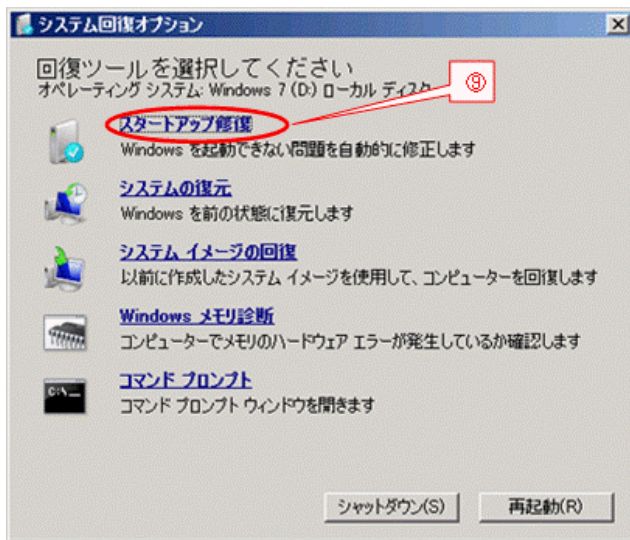 システム回復オプション
回復ツールを選択してください
オペレーティング システム: Windows 7 (D:) ローカル ディスク
⑨
スタートアップ修復
Windows を起動できない問題を自動的に修正します
システムの復元
Windows を前の状態に復元します
システム イメージの回復
以前に作成したシステム イメージを使用して、コンピューターを回復します
Windows メモリ診断
コンピューターでメモリのハードウェア エラーが発生しているか確認します
C:\_
コマンド プロンプト
コマンド プロンプト ウィンドウを開きます
シャットダウン(S)
再起動(R)